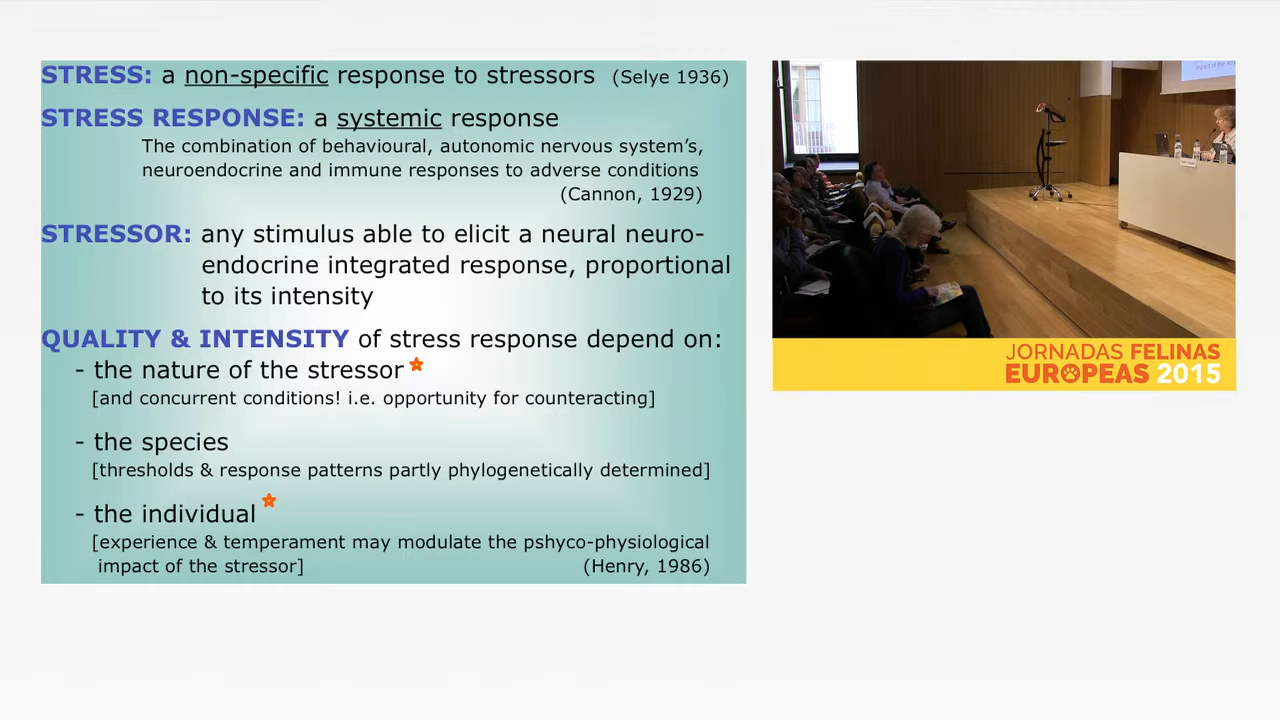 STRESS: a non-specific response to stressors (Selye 1936)
STRESS RESPONSE: a systemic response
The combination of behavioural, autonomic nervous system's,
neuroendocrine and immune responses to adverse conditions
(Cannon, 1929)
STRESSOR: any stimulus able to elicit a neural neuro-
endocrine integrated response, proportional
to its intensity
QUALITY & INTENSITY of stress response depend on:
- the nature of the stressor
[and concurrent conditions! i.e. opportunity for counteracting]
- the species
[thresholds & response patterns partly phylogenetically determined]
- the individual
[experience & temperament may modulate the pshyco-physiological
impact of the stressor] (Henry, 1986)
JORNADAS FELINAS
EUROPEAS 2015